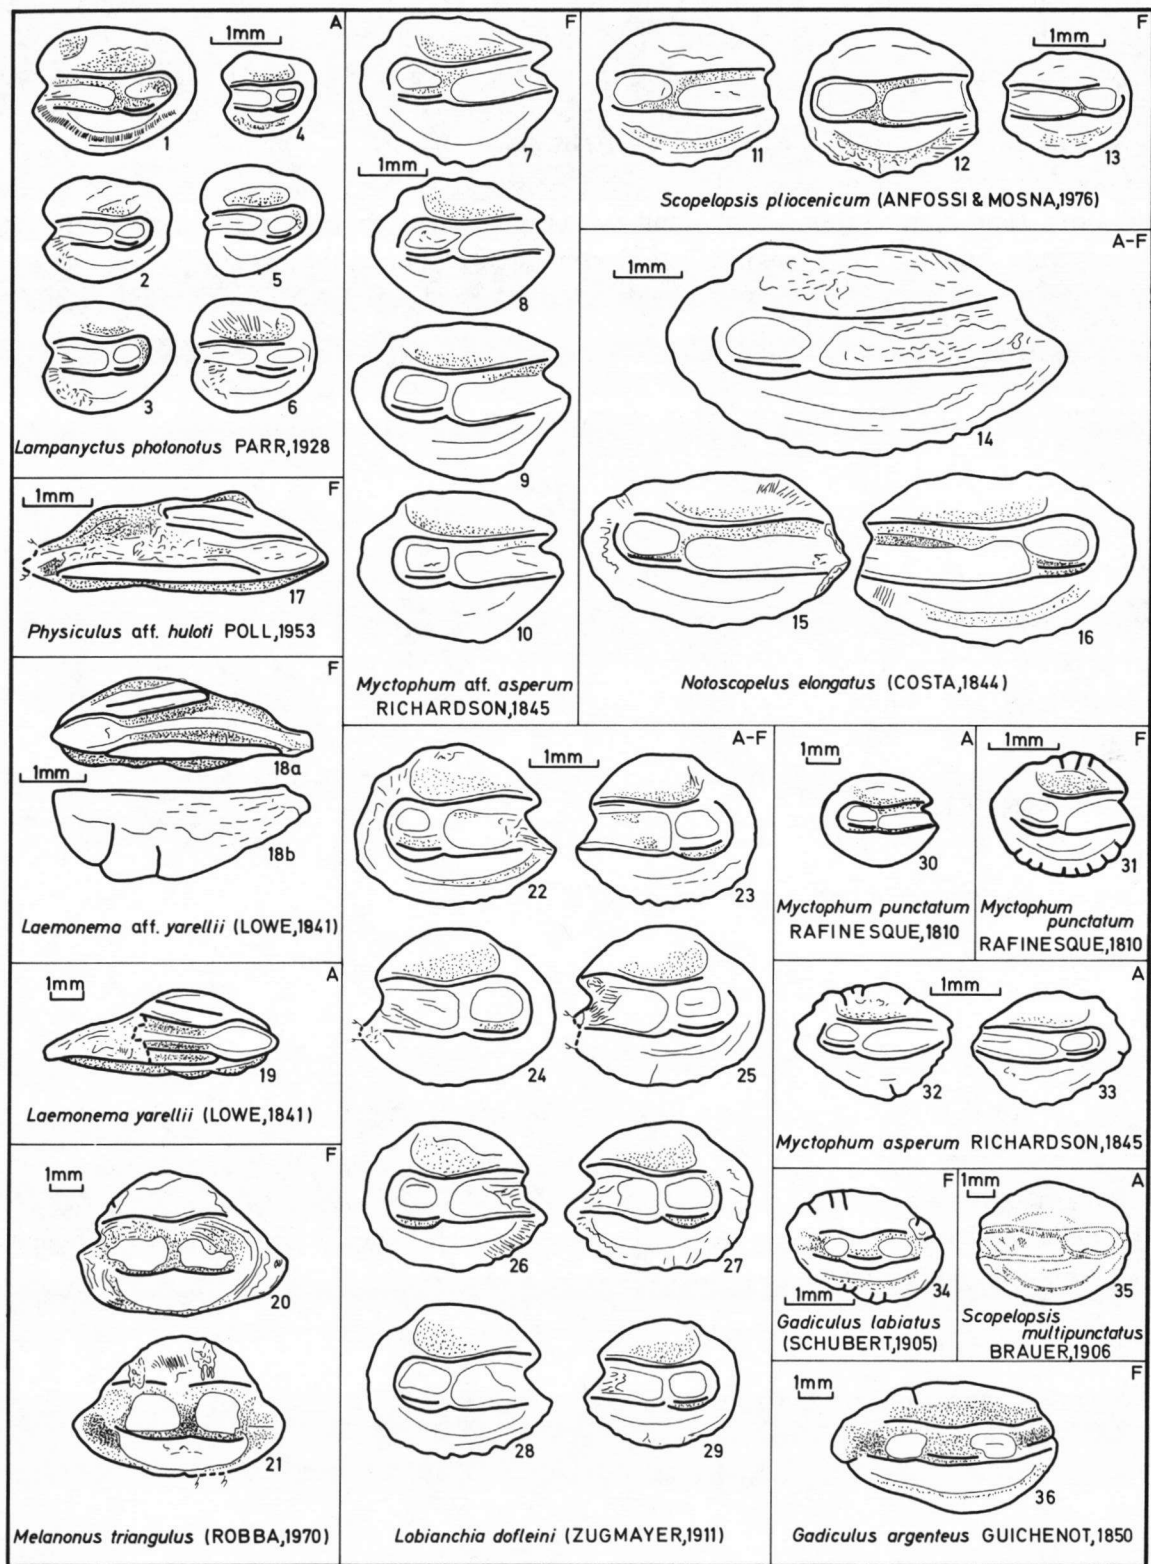 A
1mm
1
4
2
5
3
6
Lampanyctus photonotus PARR,1928
F
1mm
17
Physiculus aff. huloti POLL,1953
F
18a
1mm
18b
Laemonema aff. yarellii (LOWE,1841)
A
1mm
19
Laemonema yarellii (LOWE,1841)
F
1mm
20
21
Melanonus triangulus (ROBBA,1970)
F
7
1mm
8
9
10
Myctophum aff. asperum
RICHARDSON,1845
F
1mm
11
12
13
Scopelopsis pliocenicum (ANFOSSI & MOSNA,1976)
A-F
1mm
14
15
16
Notoscopelus elongatus (COSTA,1844)
A-F
1mm
22
23
24
25
26
27
28
29
Lobianchia dofleini (ZUGMAYER,1911)
A
1mm
30
Myctophum punctatum
RAFINESQUE,1810
F
1mm
31
Myctophum
punctatum
RAFINESQUE,1810
A
1mm
32
33
Myctophum asperum RICHARDSON,1845
F
34
1mm
Gadiculus labiatus
(SCHUBERT,1905)
A
1mm
35
Scopelopsis
multipunctatus
BRAUER,1906
F
1mm
36
Gadiculus argenteus GUICHENOT,1850